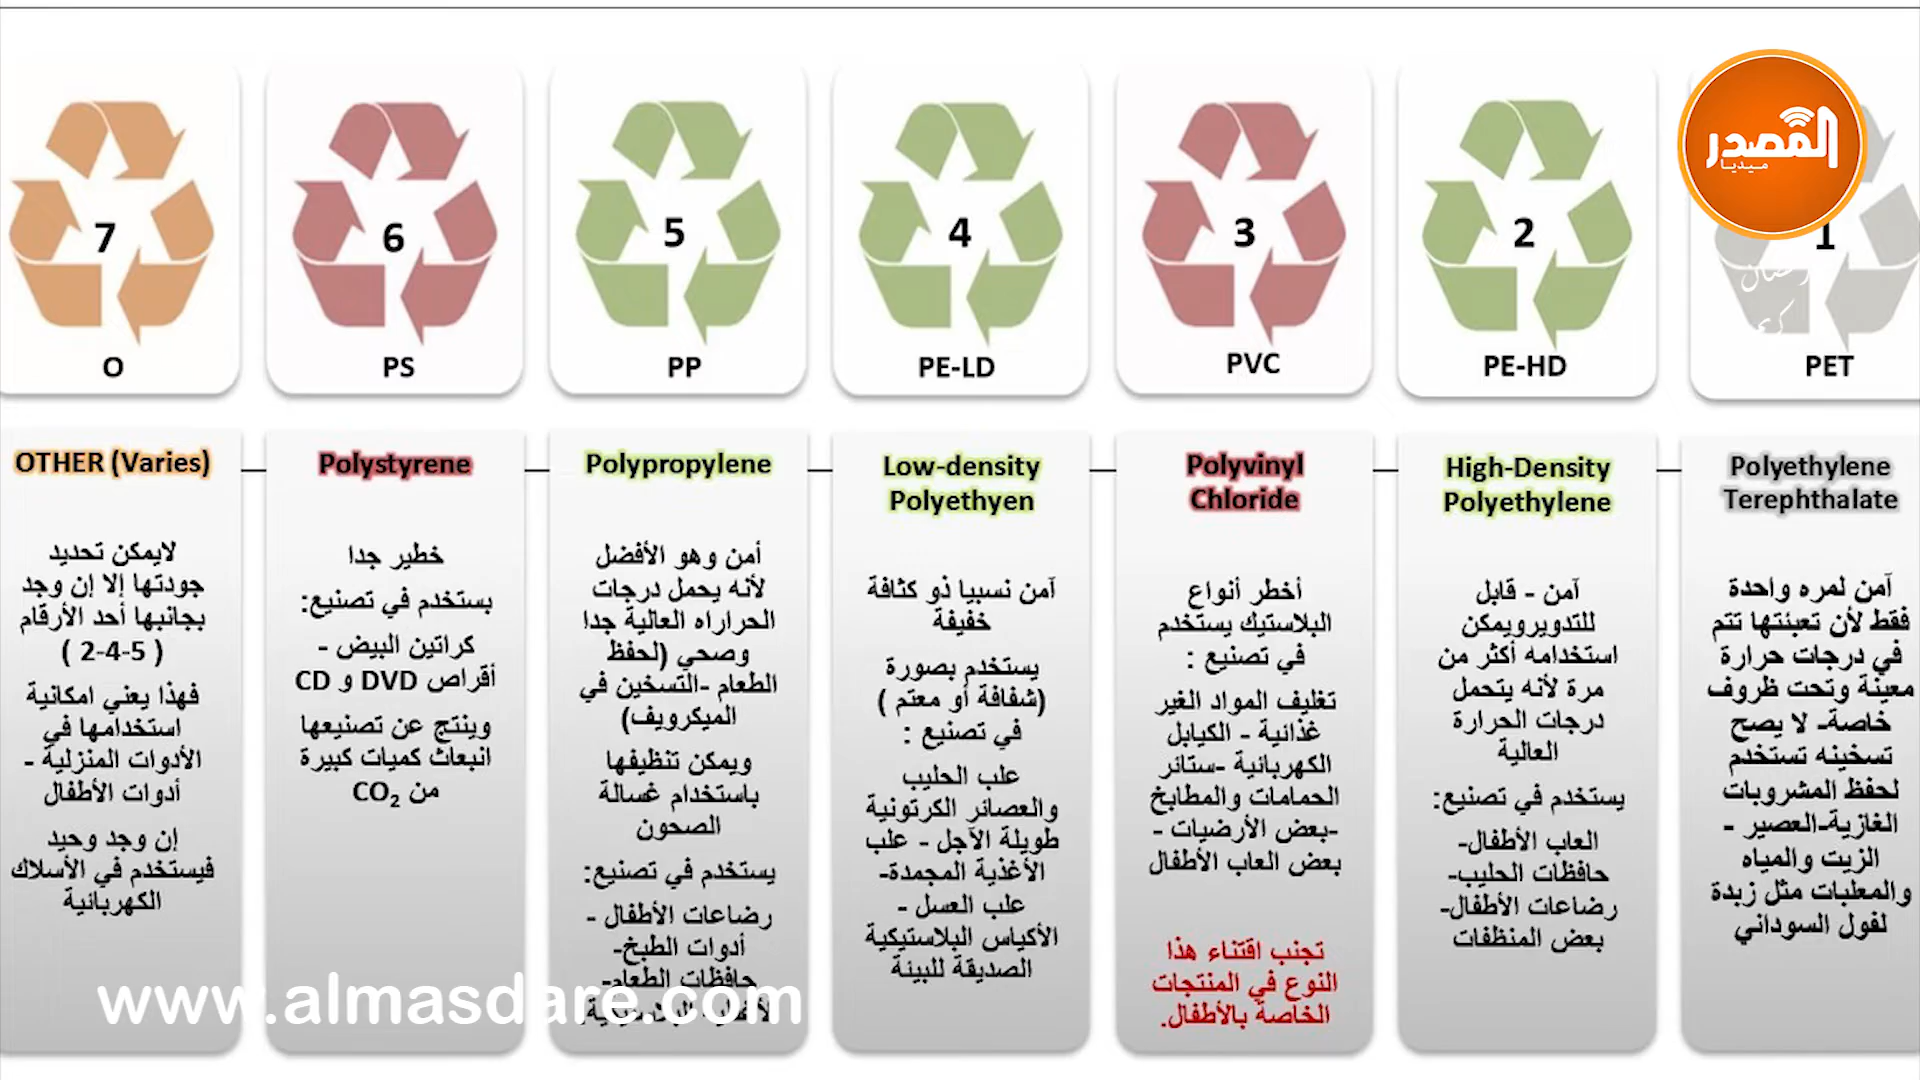 المصدر
ميديا
1
PET
Polyethylene
Terephthalate
آمن لمره واحدة
فقط لأن تعبئتها تتم
في درجات حرارة
معينة وتحت ظروف
خاصة- لا يصح
تسخينه تستخدم
لحفظ المشروبات
الغازية-العصير -
الزيت والمياه
والمعلبات مثل زبدة
لفول السوداني
2
PE-HD
High-Density
Polyethylene
آمن - قابل
للتدويرويمكن
استخدامه أكثر من
مرة لأنه يتحمل
درجات الحرارة
العالية
يستخدم في تصنيع:
العاب الأطفال-
حافظات الحليب-
رضاعات الأطفال-
بعض المنظفات
3
PVC
Polyvinyl
Chloride
أخطر أنواع
البلاستيك يستخدم
في تصنيع :
تغليف المواد الغير
غذائية - الكيابل
الكهربائية -ستائر
الحمامات والمطابخ
-بعض الأرضيات -
بعض العاب الأطفال
تجنب اقتناء هذا
النوع في المنتجات
الخاصة بالأطفال.
4
PE-LD
Low-density
Polyethyen
آمن نسبيا ذو كثافة
خفيفة
يستخدم بصورة
(شفافة أو معتم )
في تصنيع :
علب الحليب
والعصائر الكرتونية
طويلة الآجل - علب
الأغذية المجمدة-
علب العسل -
الأكياس البلاستيكية
الصديقة للبيئة
5
PP
Polypropylene
أمن وهو الأفضل
لأنه يحمل درجات
الحراراه العالية جدا
وصحي (لحفظ
الطعام -التسخين في
الميكرويف)
ويمكن تنظيفها
باستخدام غسالة
الصحون
يستخدم في تصنيع:
رضاعات الأطفال -
أدوات الطبخ-
حافظات الطعام-
6
PS
Polystyrene
خطير جدا
بستخدم في تصنيع:
كراتين البيض -
أقراص DVD و CD
وينتج عن تصنيعها
انبعاث كميات كبيرة
من CO₂
7
O
OTHER (Varies)
لايمكن تحديد
جودتها إلا إن وجد
بجانبها أحد الأرقام
( 2-4-5 )
فهذا يعني امكانية
استخدامها في
الأدوات المنزلية -
أدوات الأطفال
إن وجد وحيد
فيستخدم في الأسلاك
الكهربائية
www.almasdare.com